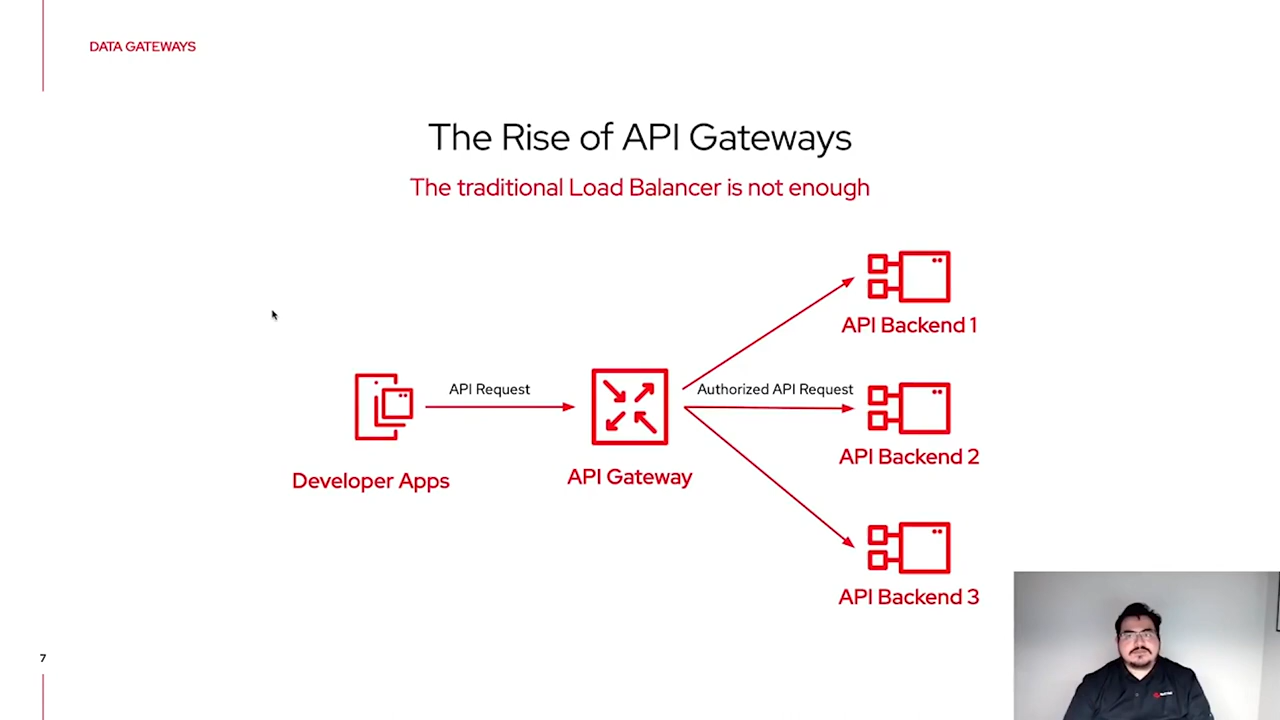 DATA GATEWAYS
The Rise of API Gateways
The traditional Load Balancer is not enough
API Backend 1
API Request
Authorized API Request
Developer Apps
API Gateway
API Backend 2
API Backend 3
7